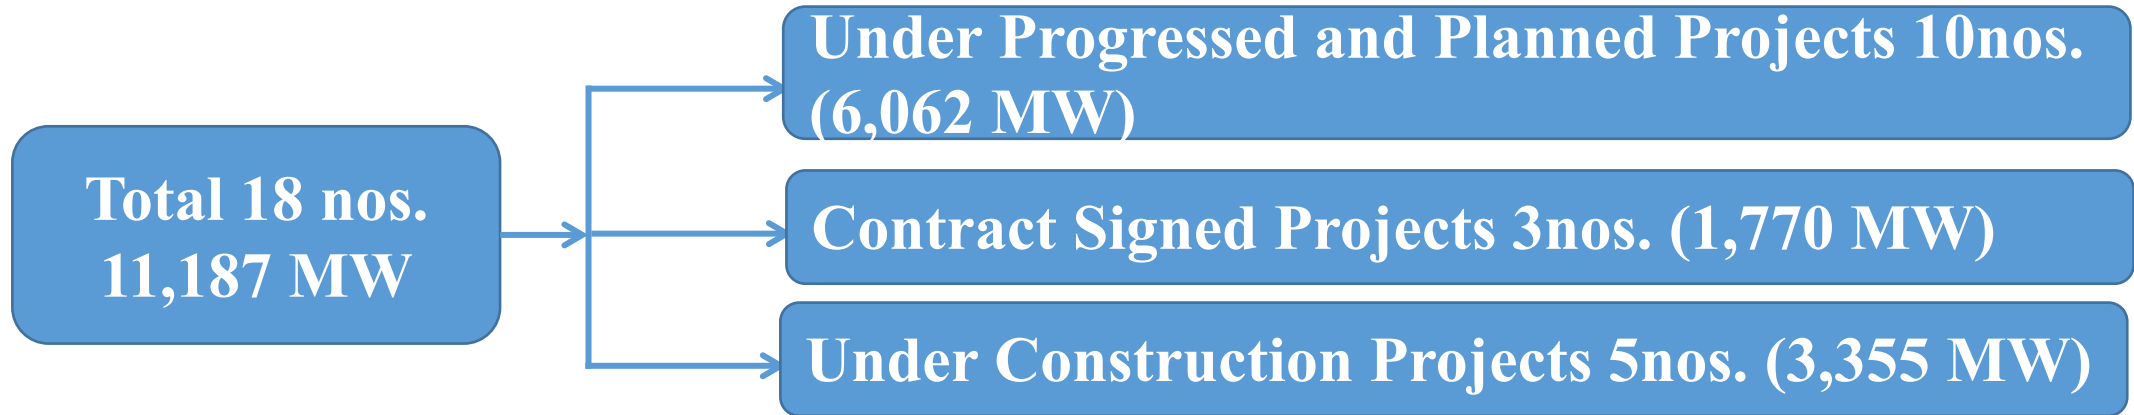 Under Progressed and Planned Projects 10nos.
(6,062 MW)
Total 18 nos.
11,187 MW
Contract Signed Projects 3nos. (1,770 MW)
Under Construction Projects 5nos. (3,355 MW)